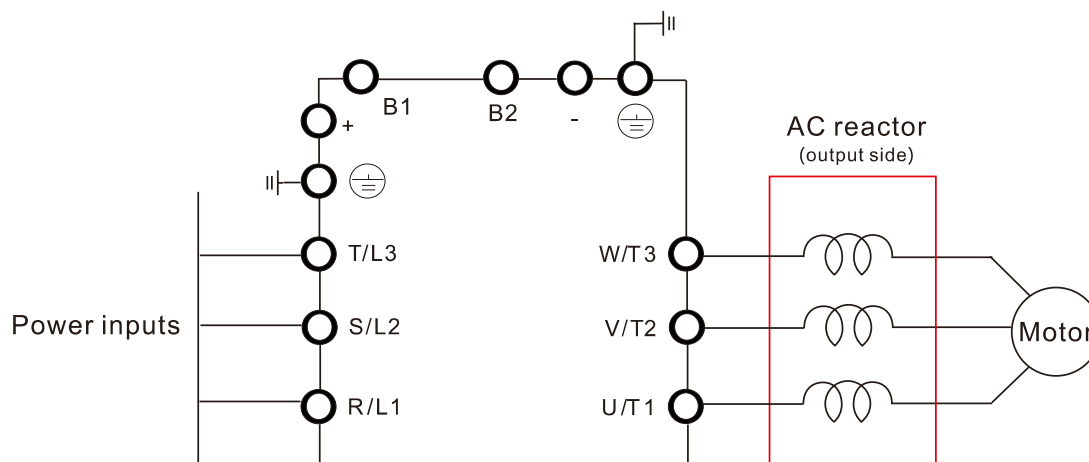 B1
B2
-
+
AC reactor
(output side)
T/L3
W/T3
Power inputs
S/L2
V/T2
Motor
R/L1
U/T1